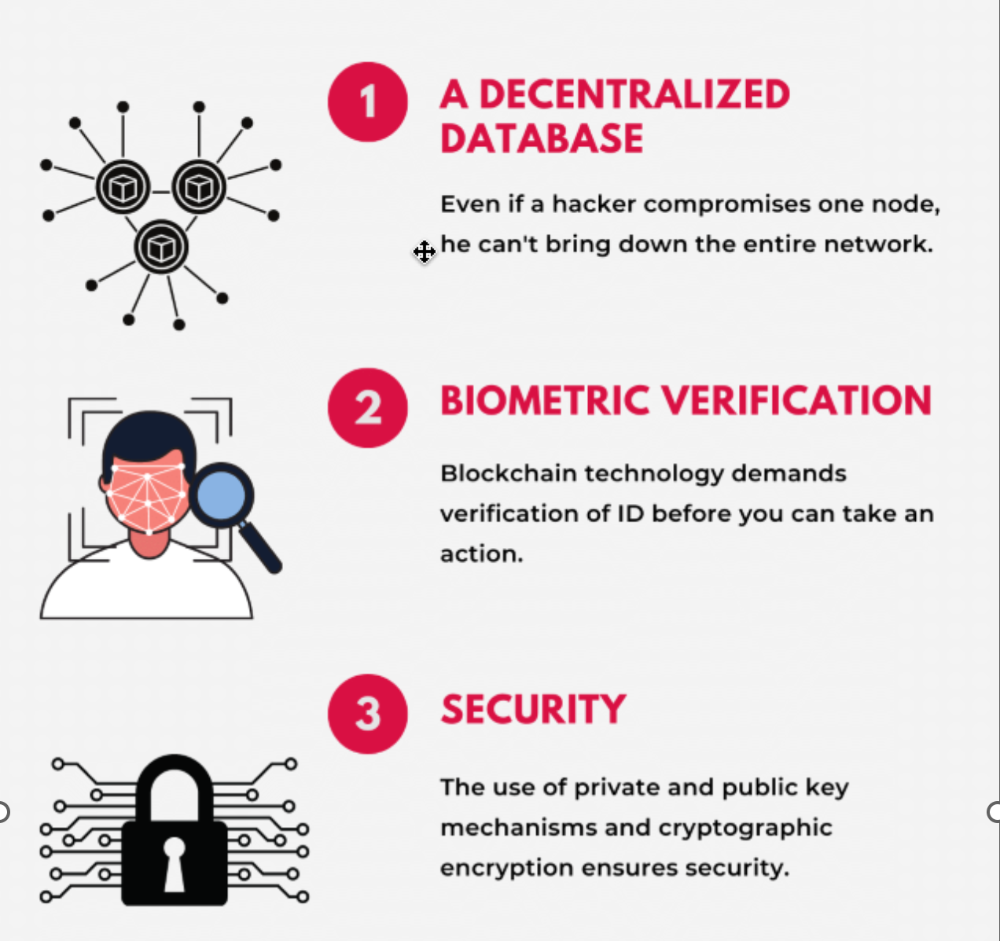 1
A DECENTRALIZED
DATABASE
Even if a hacker compromises one node,
he can't bring down the entire network.
2
BIOMETRIC VERIFICATION
Blockchain technology demands
verification of ID before you can take an
action.
3
SECURITY
The use of private and public key
mechanisms and cryptographic
encryption ensures security.